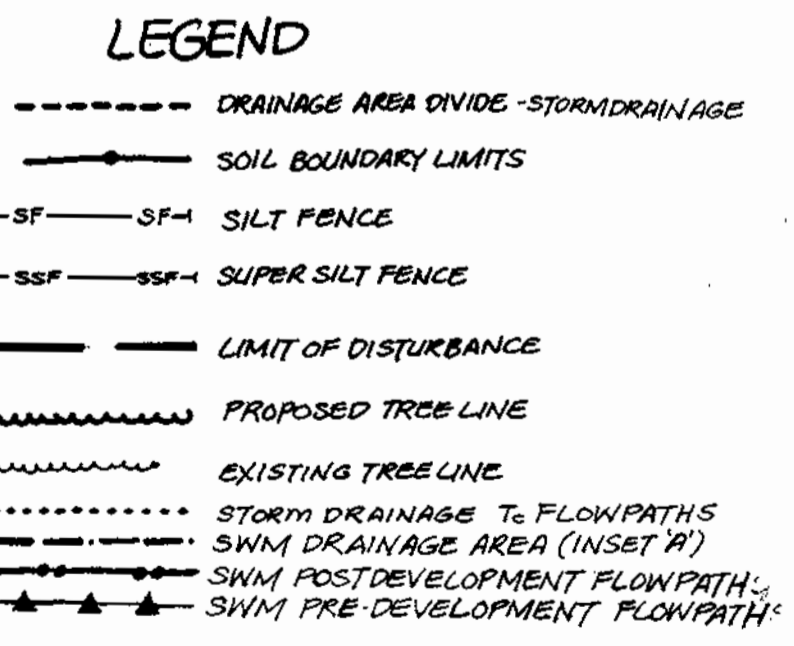 LEGEND
DRAINAGE AREA DIVIDE - STORMDRAINAGE
SOIL BOUNDARY LIMITS
SF SF SILT FENCE
SSF SSF SUPER SILT FENCE
LIMIT OF DISTURBANCE
PROPOSED TREE LINE
EXISTING TREE LINE
STORM DRAINAGE Tc FLOWPATHS
SWM DRAINAGE AREA (INSET 'A')
SWM POSTDEVELOPMENT FLOWPATHS
SWM PRE-DEVELOPMENT FLOWPATHS